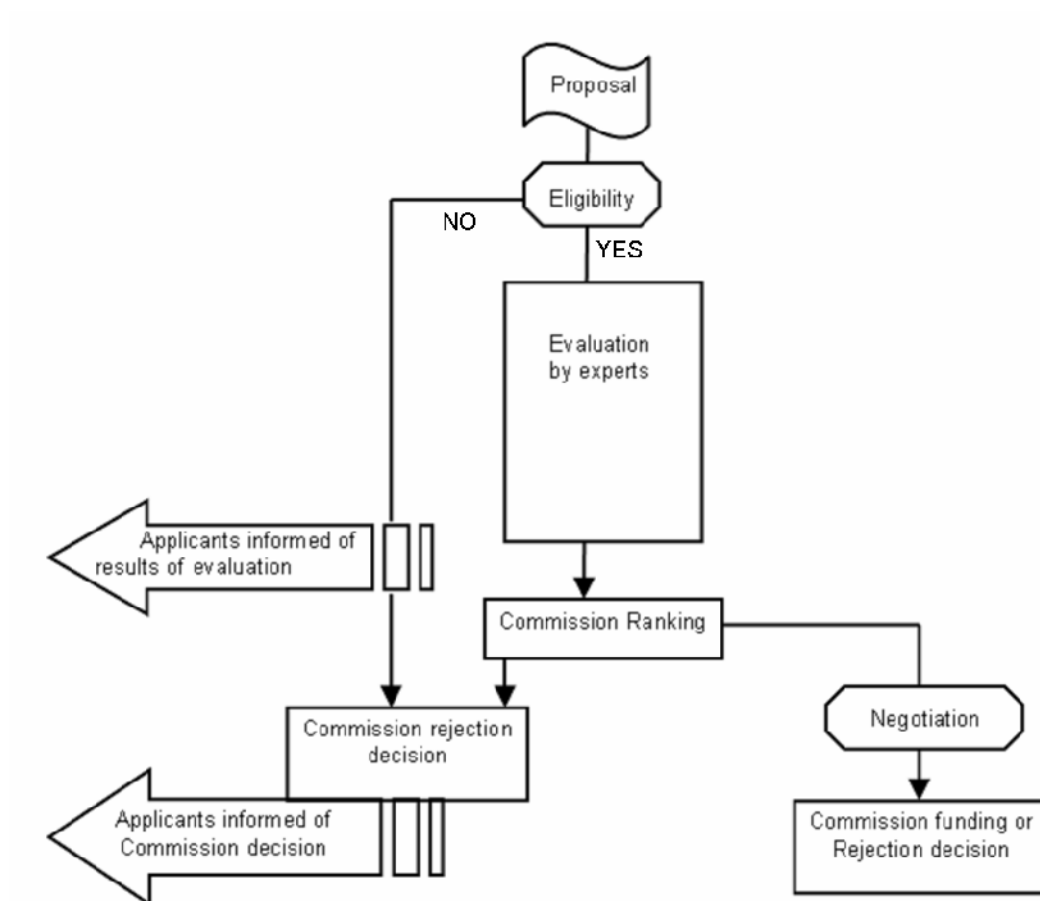 Proposal
Eligibility
NO
YES
Evaluation
by experts
Applicants informed of
results of evaluation
Commission Ranking
Commission rejection
decision
Negotiation
Applicants informed of
Commission decision
Commission funding or
Rejection decision